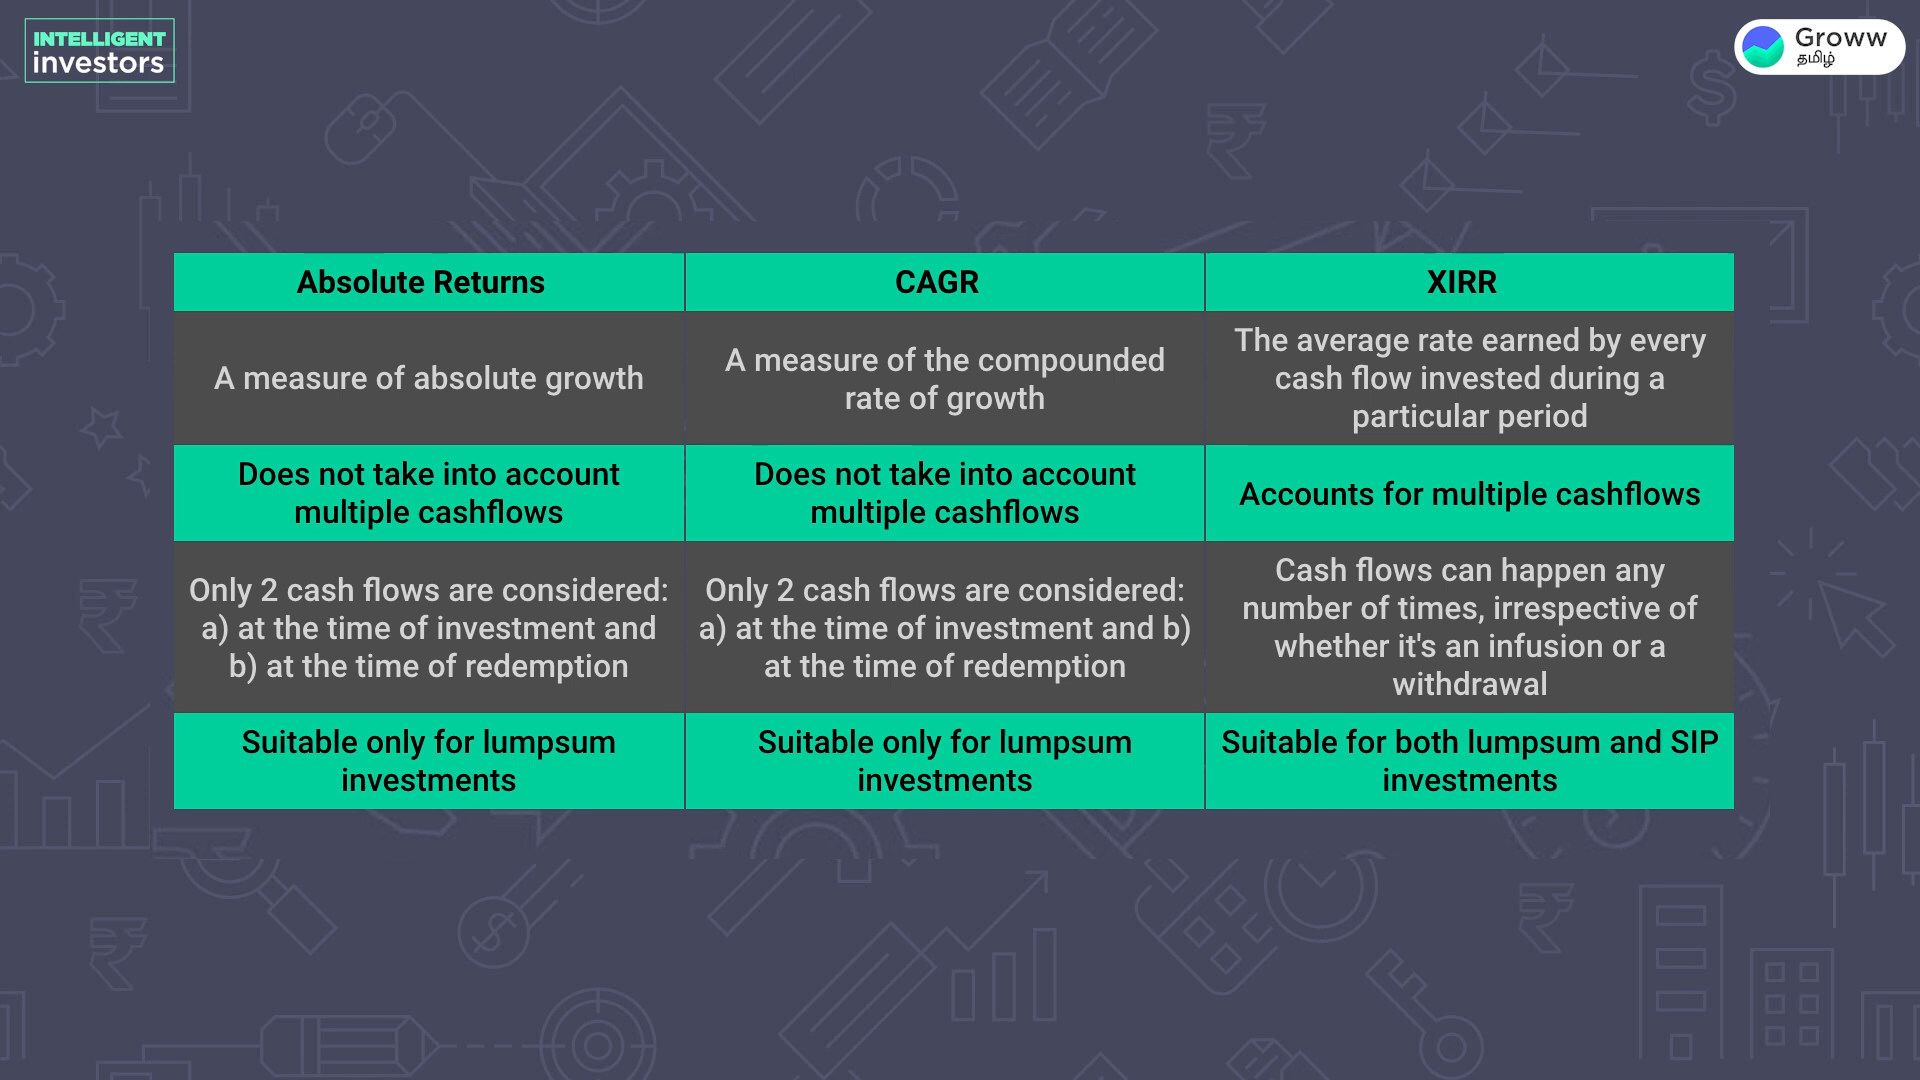 INTELLIGENT
investors
Groww
தமிழ்
Absolute Returns
CAGR
XIRR
A measure of absolute growth
A measure of the compounded
rate of growth
The average rate earned by every
cash flow invested during a
particular period
Does not take into account
multiple cashflows
Does not take into account
multiple cashflows
Accounts for multiple cashflows
Only 2 cash flows are considered:
a) at the time of investment and
b) at the time of redemption
Only 2 cash flows are considered:
a) at the time of investment and b)
at the time of redemption
Cash flows can happen any
number of times, irrespective of
whether it's an infusion or a
withdrawal
Suitable only for lumpsum
investments
Suitable only for lumpsum
investments
Suitable for both lumpsum and SIP
investments